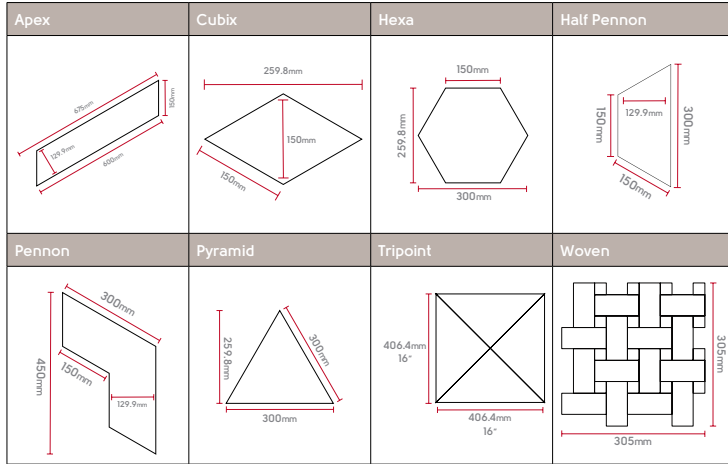 Apex
Cubix
Hexa
Half Pennon
675mm
150mm
129.9mm
600mm
259.8mm
150mm
150mm
150mm
259.8mm
300mm
150mm
129.9mm
300mm
150mm
Pennon
Pyramid
Tripoint
Woven
300mm
450mm
150mm
129.9mm
259.8mm
300mm
300mm
406.4mm
16"
406.4mm
16"
305mm
305mm